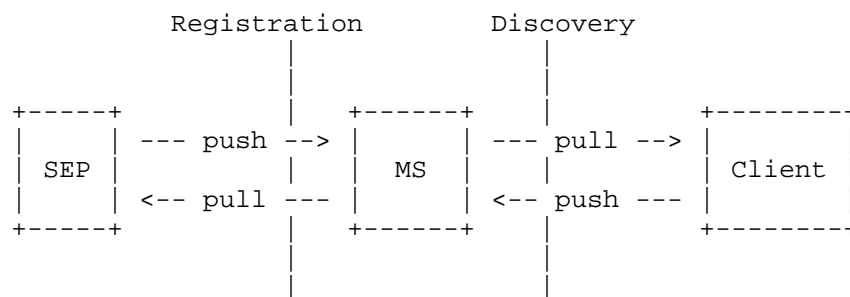 Registration Discovery
--- push --> --- pull -->
SEP MS Client
<-- pull --- <-- push ---